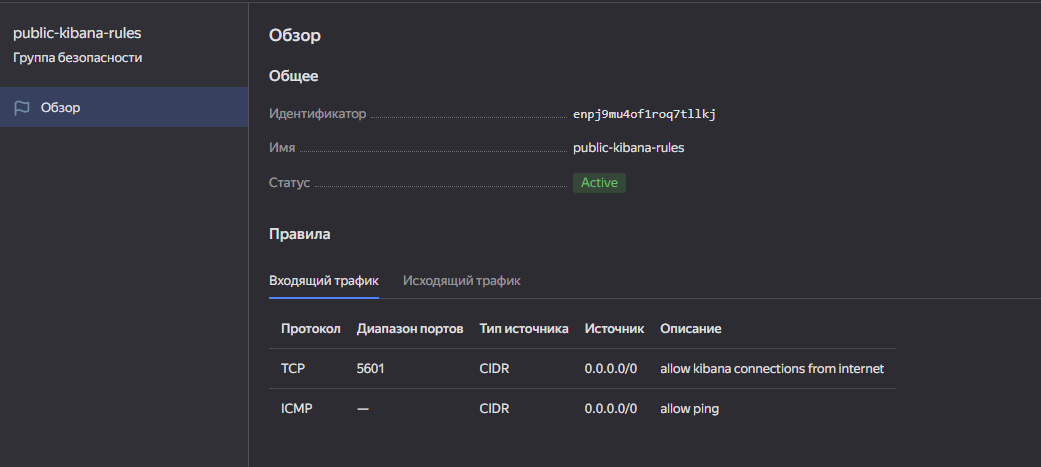 public-kibana-rules
Группа безопасности
Обзор
Обзор
Общее
Идентификатор enpj9mu4of1roq7tllkj
Имя public-kibana-rules
Статус Active
Правила
Входящий трафик Исходящий трафик
Протокол Диапазон портов Тип источника Источник Описание
TCP 5601 CIDR 0.0.0.0/0 allow kibana connections from internet
ICMP — CIDR 0.0.0.0/0 allow ping